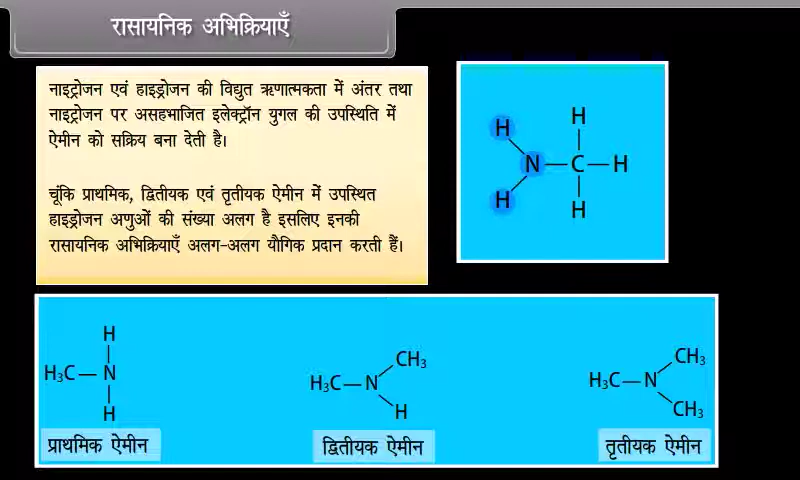 रासायनिक अभिक्रियाएँ
नाइट्रोजन एवं हाइड्रोजन की विद्युत ऋणात्मकता में अंतर तथा
नाइट्रोजन पर असहभाजित इलेक्ट्रॉन युगल की उपस्थिति में
ऐमीन को सक्रिय बना देती है।
चूंकि प्राथमिक, द्वितीयक एवं तृतीयक ऐमीन में उपस्थित
हाइड्रोजन अणुओं की संख्या अलग है इसलिए इनकी
रासायनिक अभिक्रियाएँ अलग-अलग यौगिक प्रदान करती हैं।
H
H
N — C — H
H
H
H
H₃C — N
H
प्राथमिक ऐमीन
CH₃
H₃C — N
H
द्वितीयक ऐमीन
CH₃
H₃C — N
CH₃
तृतीयक ऐमीन